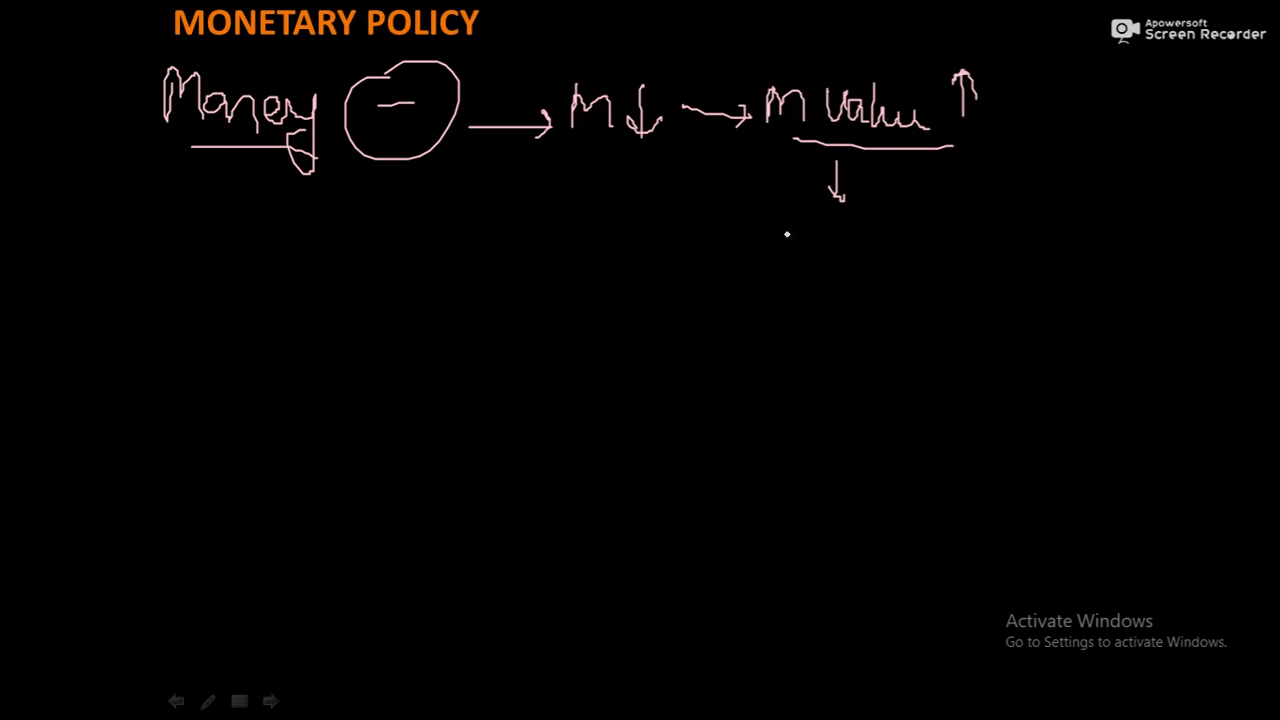 MONETARY POLICY
Apowersoft
Screen Recorder
Money − → M ↓ → M Value ↑
↓
Activate Windows
Go to Settings to activate Windows.